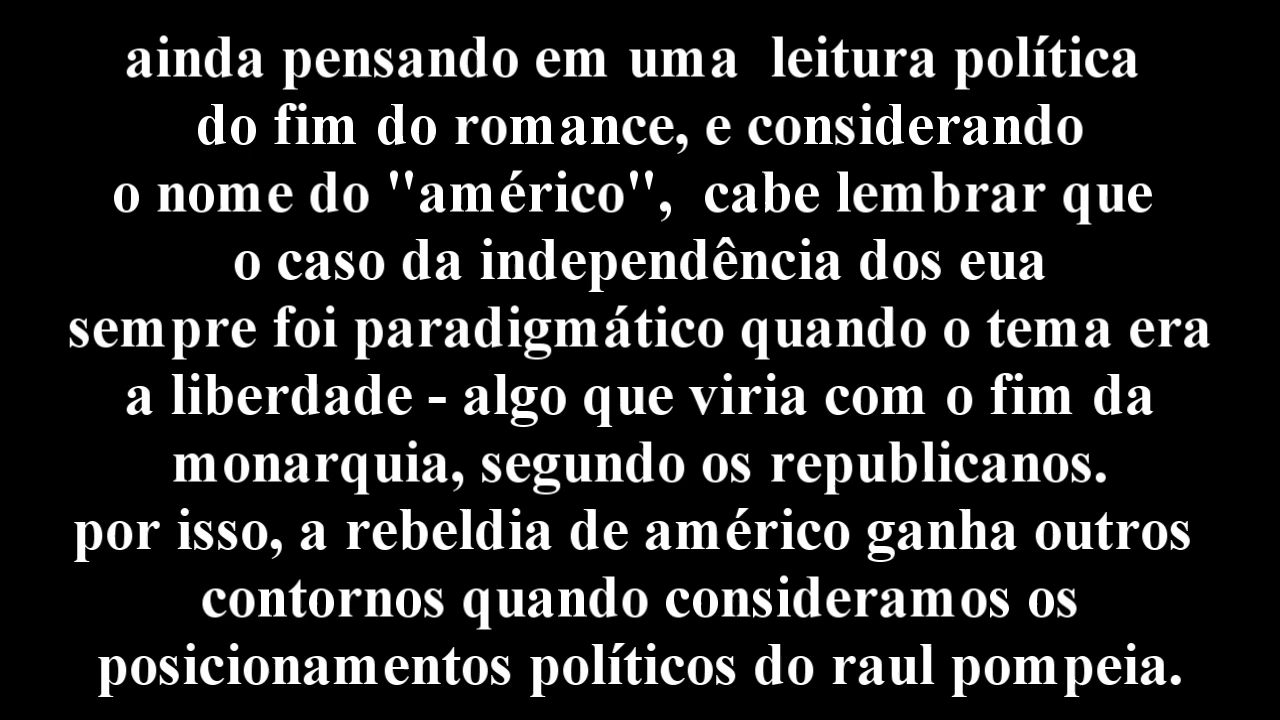 ainda pensando em uma  leitura política
do fim do romance, e considerando
o nome do "américo",  cabe lembrar que
o caso da independência dos eua
sempre foi paradigmático quando o tema era
a liberdade - algo que viria com o fim da
monarquia, segundo os republicanos.
por isso, a rebeldia de américo ganha outros
contornos quando consideramos os
posicionamentos políticos do raul pompeia.